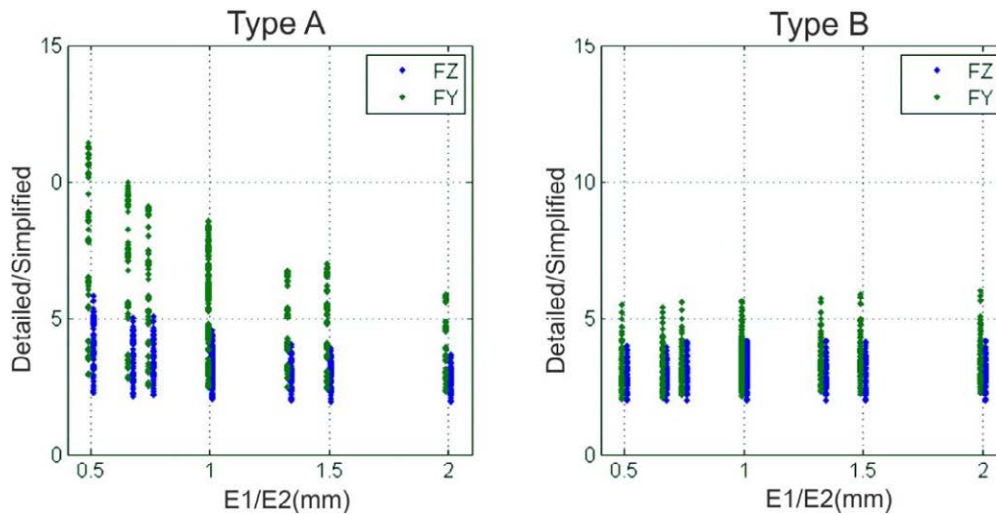 Type A
15
FZ
FY
0
5
0
0.5
1
1.5
2
Detailed/Simplified
E1/E2(mm)
Type B
15
FZ
FY
10
5
0
0.5
1
1.5
2
Detailed/Simplified
E1/E2(mm)